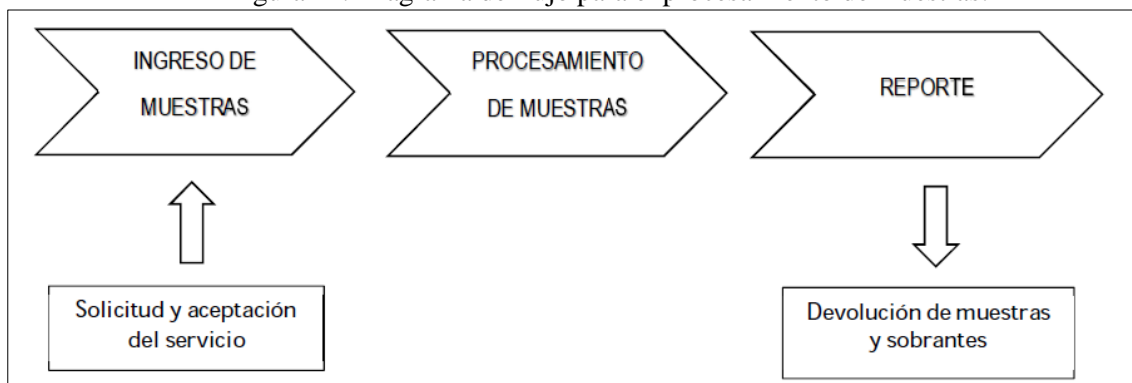 INGRESO DE
MUESTRAS
PROCESAMIENTO
DE MUESTRAS
REPORTE
Solicitud y aceptación
del servicio
Devolución de muestras
y sobrantes